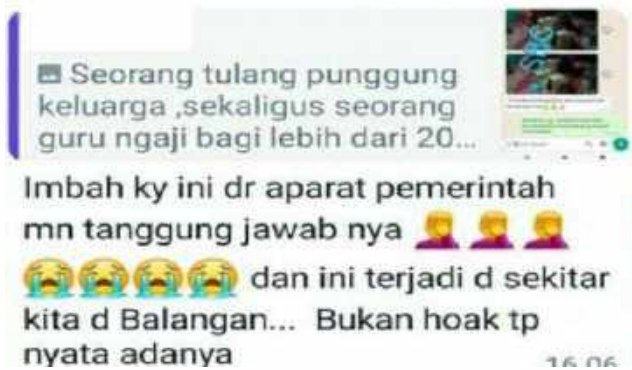 Seorang tulang punggung
keluarga ,sekaligus seorang
guru ngaji bagi lebih dari 20...
Imbah ky ini dr aparat pemerintah
mn tanggung jawab nya 🤦 🤦 🤦
😭😭😭😭 dan ini terjadi d sekitar
kita d Balangan... Bukan hoak tp
nyata adanya
16.06